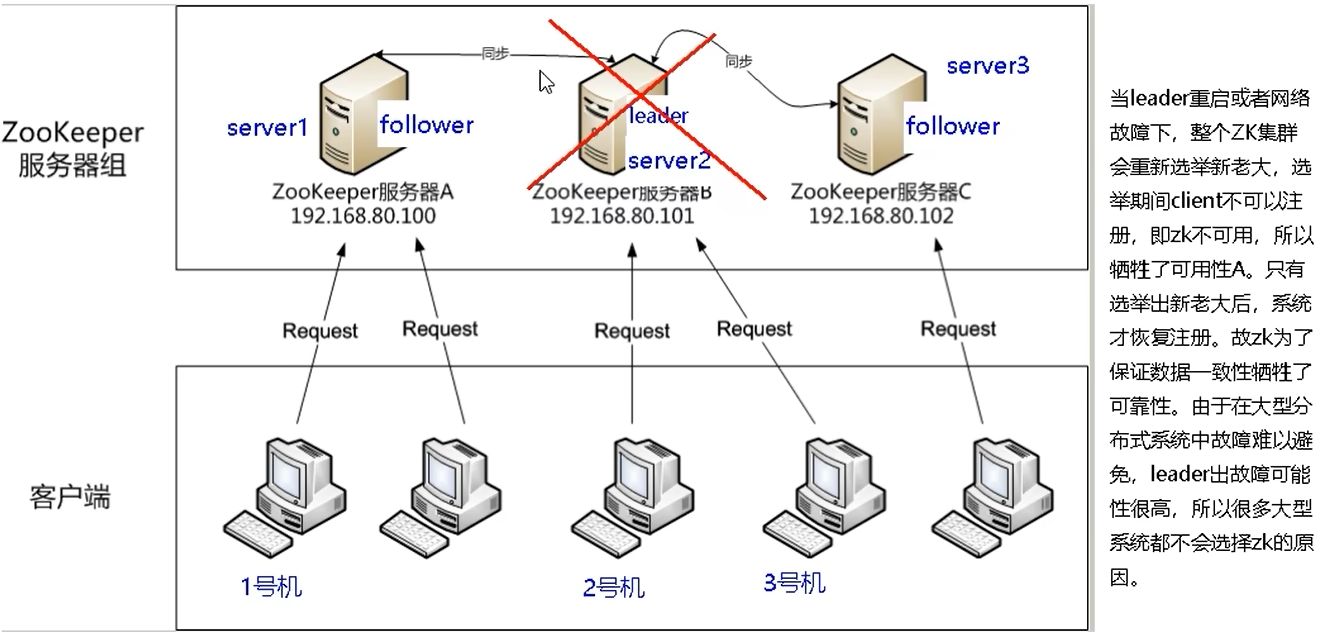 ZooKeeper
服务器组
同步
同步
server1
follower
leader
server2
server3
follower
ZooKeeper服务器A
192.168.80.100
ZooKeeper服务器B
192.168.80.101
ZooKeeper服务器C
192.168.80.102
Request
Request
Request
Request
Request
客户端
1号机
2号机
3号机
当leader重启或者网络
故障下，整个ZK集群
会重新选举新老大，选
举期间client不可以注
册，即zk不可用，所以
牺牲了可用性A。只有
选举出新老大后，系统
才恢复注册。故zk为了
保证数据一致性牺牲了
可靠性。由于在大型分
布式系统中故障难以避
免，leader出故障可能
性很高，所以很多大型
系统都不会选择zk的原
因。